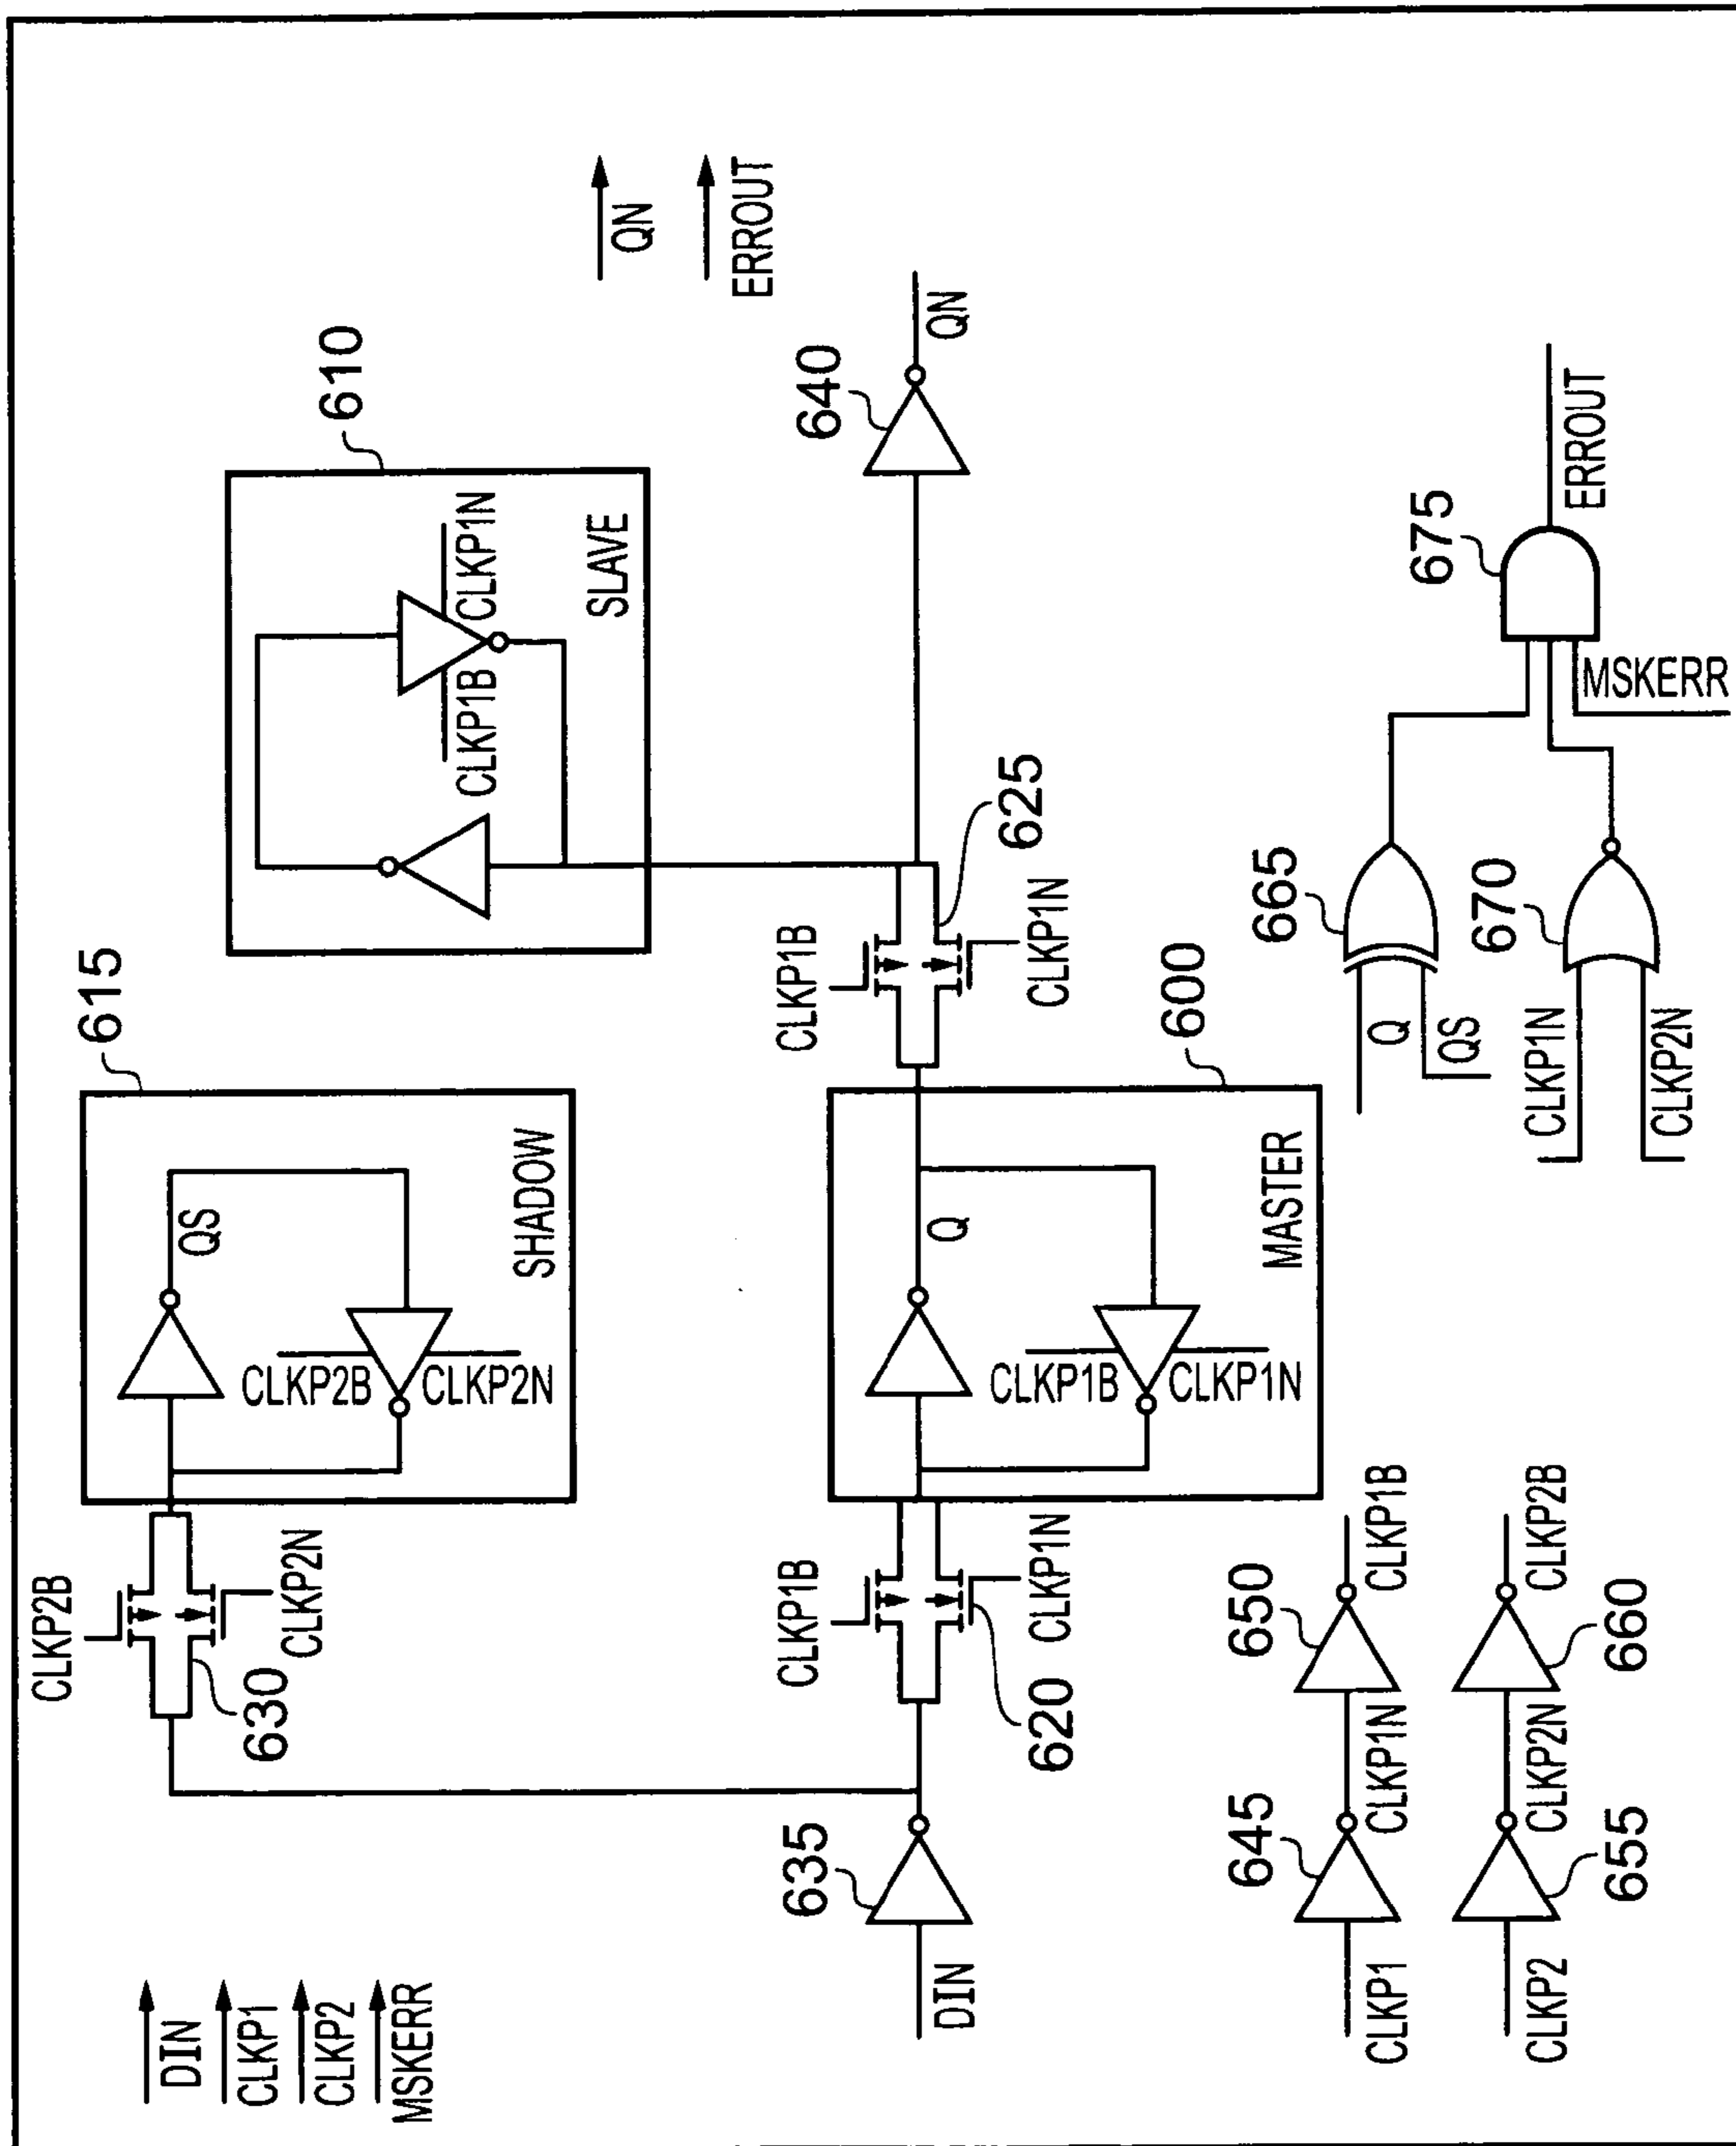 DIN
CLKP1
CLKP2
MSKERR
QN
ERROUT
CLKP2B
630
CLKP2N
615
QS
CLKP2B
CLKP2N
SHADOW
610
CLKP1B
CLKP1N
SLAVE
DIN
635
CLKP1B
620
CLKP1N
600
Q
CLKP1B
CLKP1N
MASTER
CLKP1B
625
CLKP1N
640
QN
CLKP1
645
CLKP1N
650
CLKP1B
CLKP2
655
CLKP2N
660
CLKP2B
665
Q
QS
670
CLKP1N
CLKP2N
MSKERR
675
ERROUT